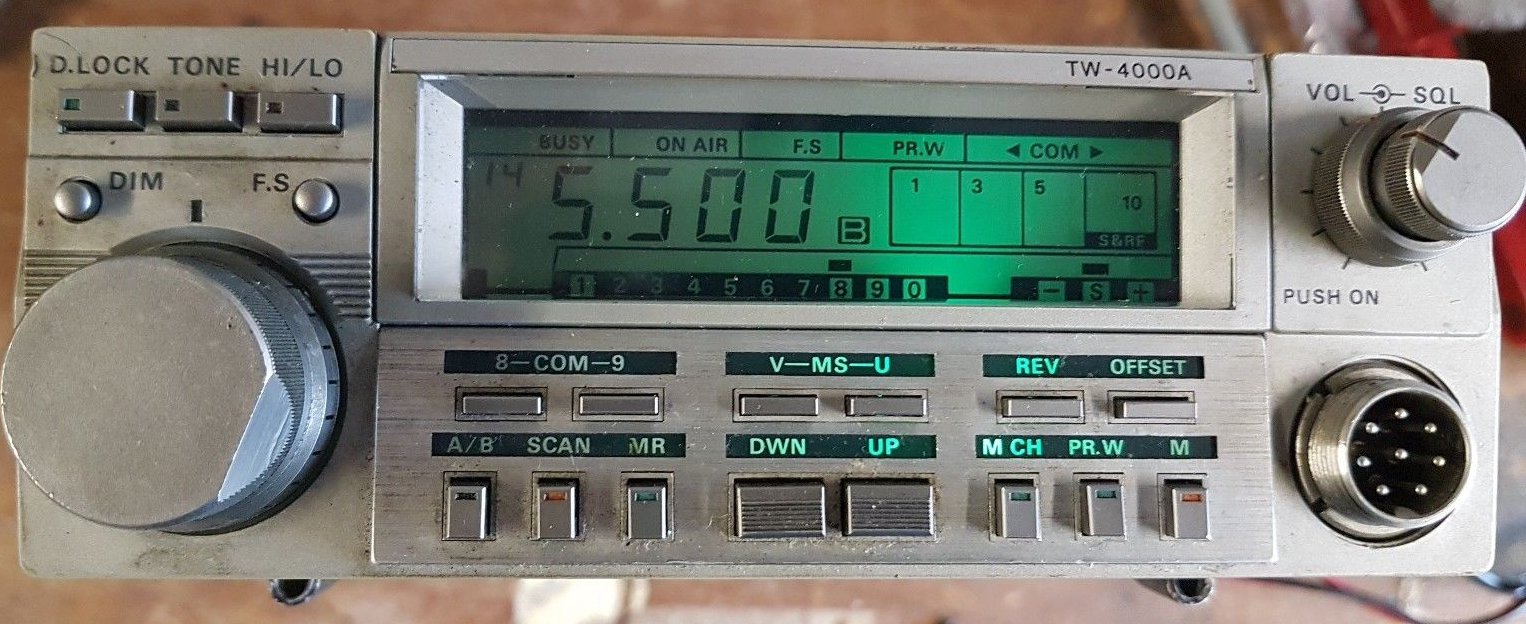 D.LOCK TONE HI/LO
TW-4000A
VOL SQL
DIM F.S
BUSY ON AIR F.S PR.W ◄ COM ►
14 5.500 B
1 3 5 10
S&RF
1 2 3 4 5 6 7 8 9 0 - S +
PUSH ON
8—COM—9 V—MS—U REV OFFSET
A/B SCAN MR DWN UP M CH PR.W M